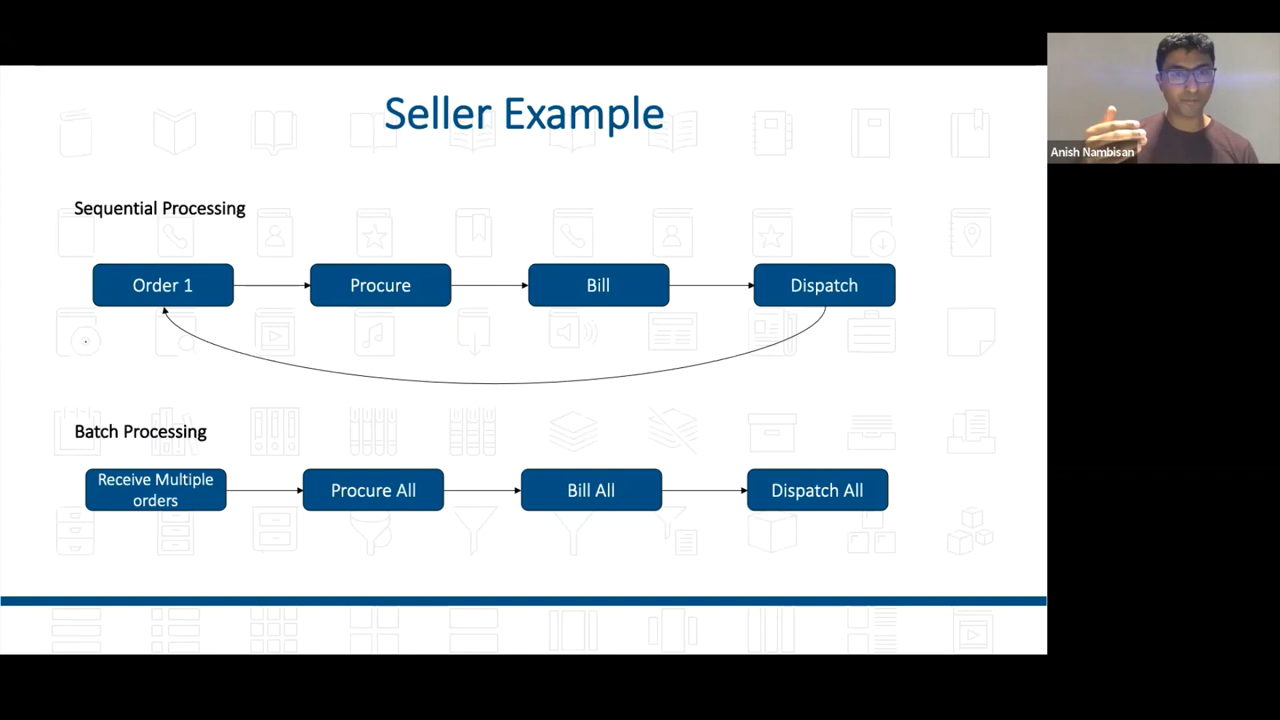 Seller Example
Anish Nambisan
Sequential Processing
Order 1
Procure
Bill
Dispatch
Batch Processing
Receive Multiple
orders
Procure All
Bill All
Dispatch All